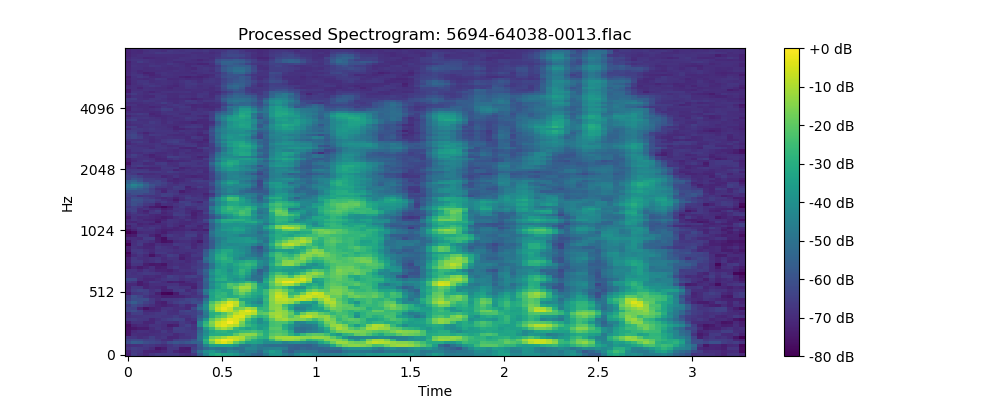 Processed Spectrogram: 5694-64038-0013.flac
Hz
4096
2048
1024
512
0
0
0.5
1
1.5
2
2.5
3
Time
+0 dB
-10 dB
-20 dB
-30 dB
-40 dB
-50 dB
-60 dB
-70 dB
-80 dB